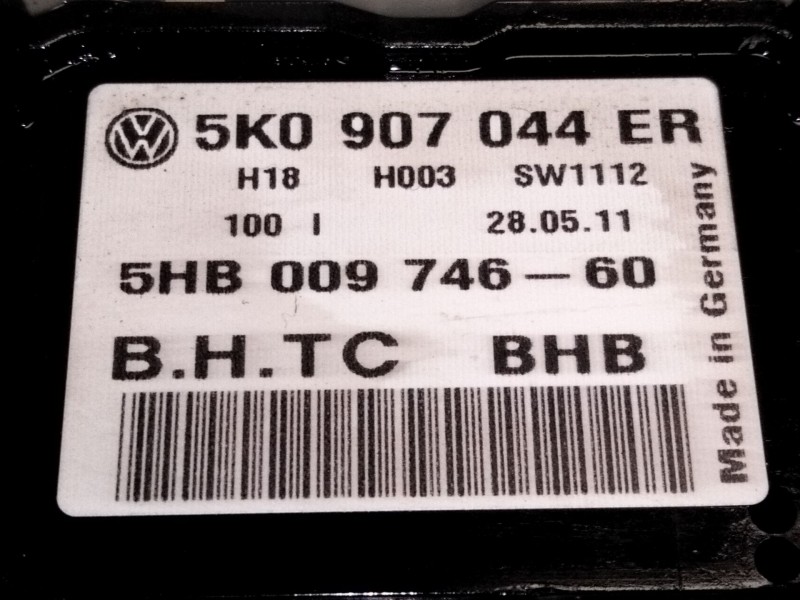 5K0 907 044 ER
H18 H003 SW1112
100 I 28.05.11
5HB 009 746-60
B.H.TC BHB
Made in Germany